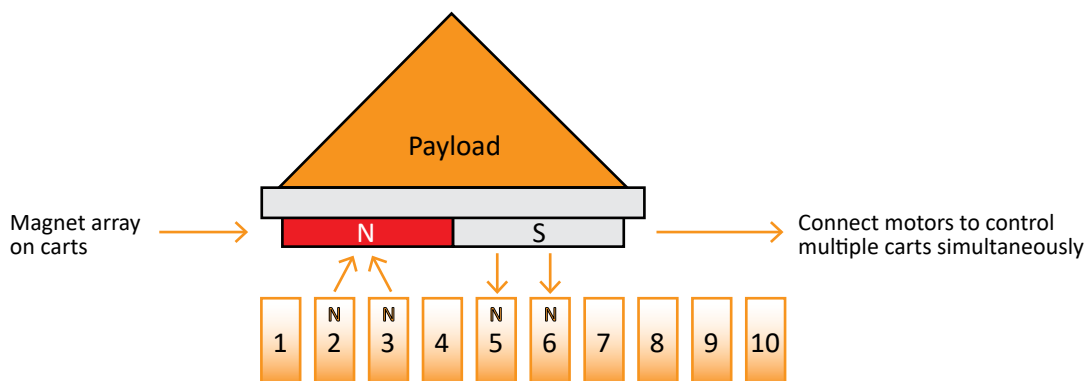 Payload
Magnet array
on carts
N
S
Connect motors to control
multiple carts simultaneously
N
N
N
N
1
2
3
4
5
6
7
8
9
10